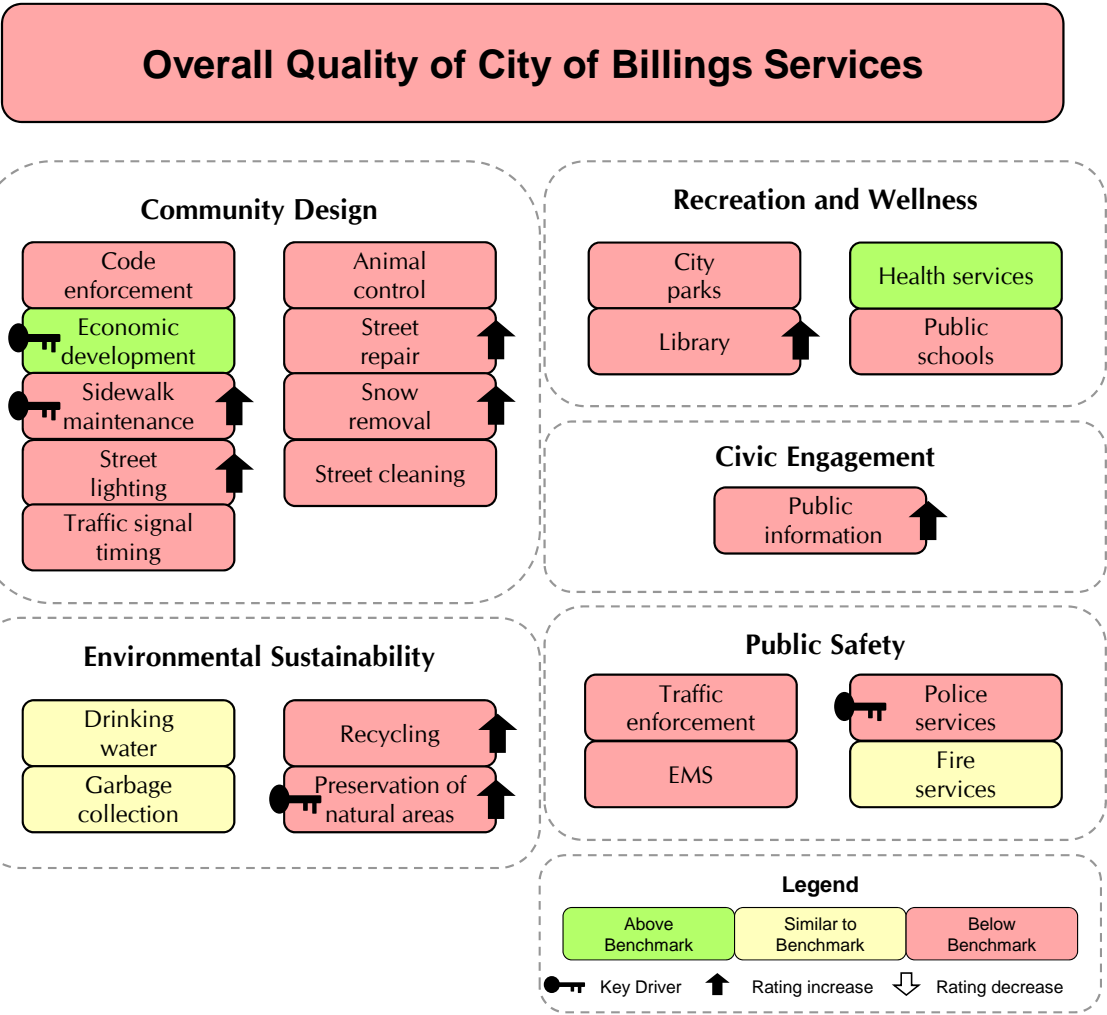 Overall Quality of City of Billings Services
Community Design
Code
enforcement
Economic
development
Sidewalk
maintenance
Street
lighting
Traffic signal
timing
Animal
control
Street
repair
Snow
removal
Street cleaning
Recreation and Wellness
City
parks
Library
Health services
Public
schools
Civic Engagement
Public
information
Environmental Sustainability
Drinking
water
Garbage
collection
Recycling
Preservation of
natural areas
Public Safety
Traffic
enforcement
EMS
Police
services
Fire
services
Legend
Above
Benchmark
Similar to
Benchmark
Below
Benchmark
Key Driver
Rating increase
Rating decrease